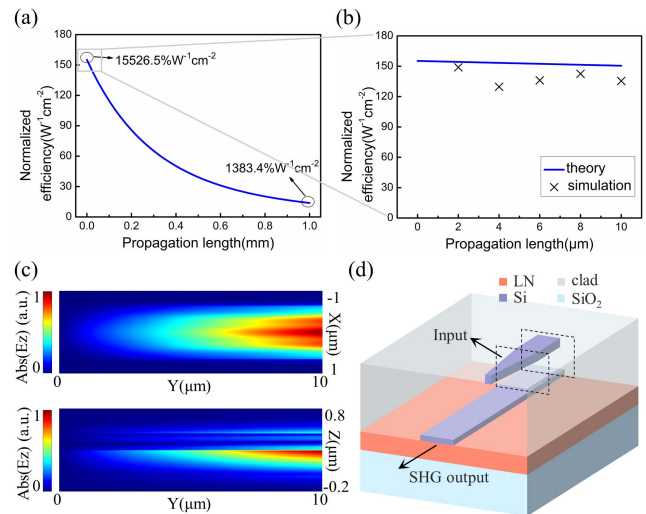 (a)
Normalized
efficiency(W⁻¹cm⁻²)
180
150
120
90
60
30
0
15526.5%W⁻¹cm⁻²
1383.4%W⁻¹cm⁻²
0.0 0.2 0.4 0.6 0.8 1.0
Propagation length(mm)
(b)
Normalized
efficiency(W⁻¹cm⁻²)
180
150
120
90
60
30
0
theory
simulation
0 2 4 6 8 10
Propagation length(μm)
(c)
Abs(Ez) (a.u.)
1
0
-1
X(μm)
1
0 Y(μm) 10
Abs(Ez) (a.u.)
1
0
0.8
Z(μm)
-0.2
0 Y(μm) 10
(d)
LN clad
Si SiO₂
Input
SHG output